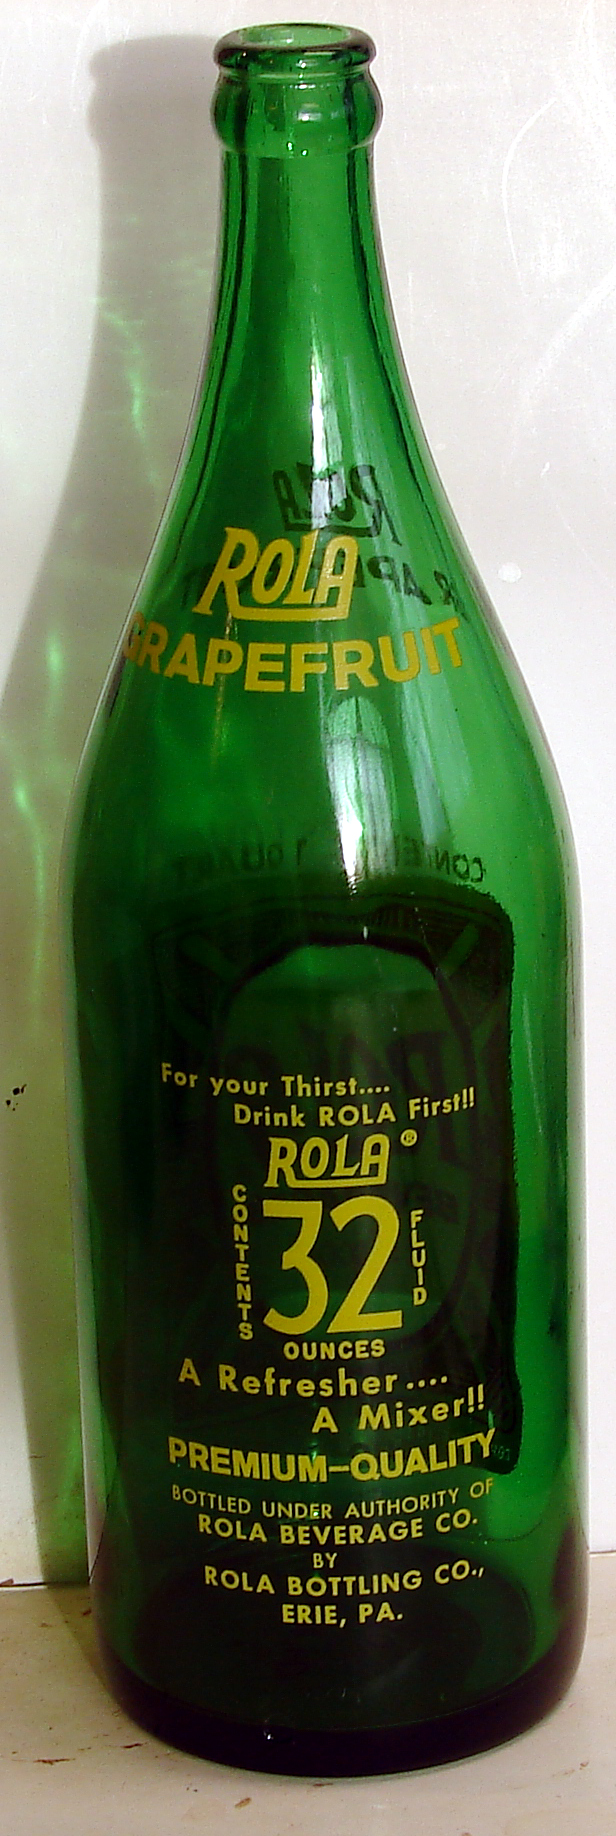 ROLA
GRAPEFRUIT
For your Thirst....
Drink ROLA First!!
ROLA ®
CONTENTS
32
FLUID
OUNCES
A Refresher....
A Mixer!!
PREMIUM-QUALITY
BOTTLED UNDER AUTHORITY OF
ROLA BEVERAGE CO.
BY
ROLA BOTTLING CO.,
ERIE, PA.